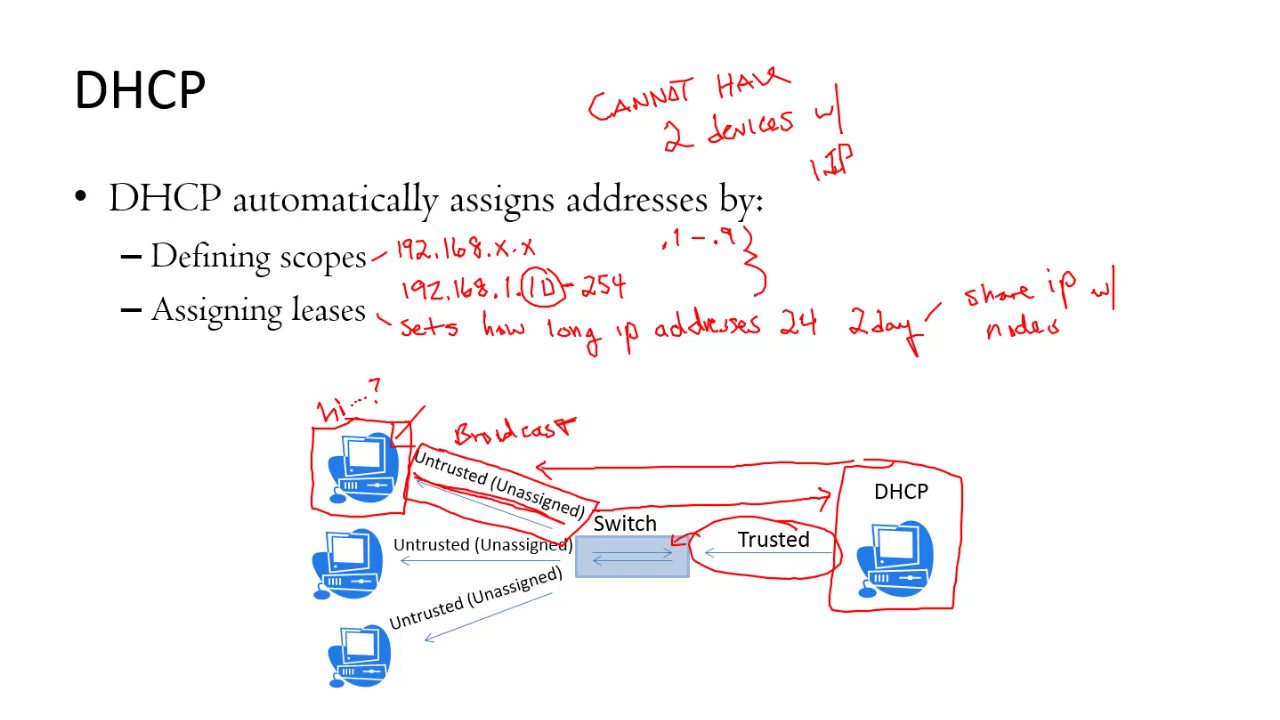 DHCP
CANNOT HAVE
2 devices w/
1 IP
• DHCP automatically assigns addresses by:
– Defining scopes
192.168.x.x
.1 - .9
192.168.1.10 - 254
– Assigning leases
sets how long ip addresses 24 2day
share ip w/
nodes
hi....?
Broadcast
Untrusted (Unassigned)
DHCP
Switch
Untrusted (Unassigned)
Trusted
Untrusted (Unassigned)